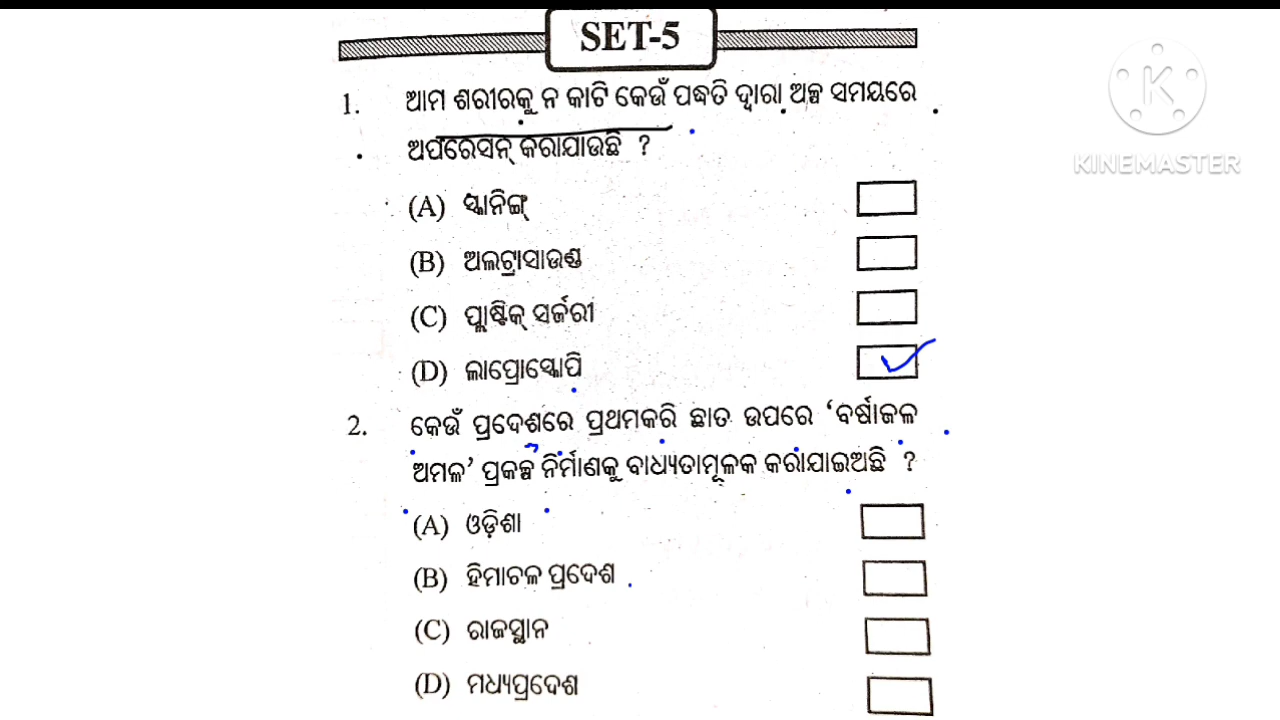 SET-5
1. ଆମ ଶରୀରକୁ ନ କାଟି କେଉଁ ପଦ୍ଧତି ଦ୍ୱାରା ଅଳ୍ପ ସମୟରେ
ଅପରେସନ୍ କରାଯାଉଛି ?
(A) ସ୍କାନିଙ୍ଗ୍
(B) ଅଲଟ୍ରାସାଉଣ୍ଡ
(C) ପ୍ଲାଷ୍ଟିକ୍ ସର୍ଜରୀ
(D) ଲାପ୍ରୋସ୍କୋପି
2. କେଉଁ ପ୍ରଦେଶରେ ପ୍ରଥମକରି ଛାତ ଉପରେ ‘ବର୍ଷାଜଳ
ଅମଳ’ ପ୍ରକଳ୍ପ ନିର୍ମାଣକୁ ବାଧ୍ୟତାମୂଳକ କରାଯାଇଅଛି ?
(A) ଓଡ଼ିଶା
(B) ହିମାଚଳ ପ୍ରଦେଶ
(C) ରାଜସ୍ଥାନ
(D) ମଧ୍ୟପ୍ରଦେଶ
K
KINEMASTER